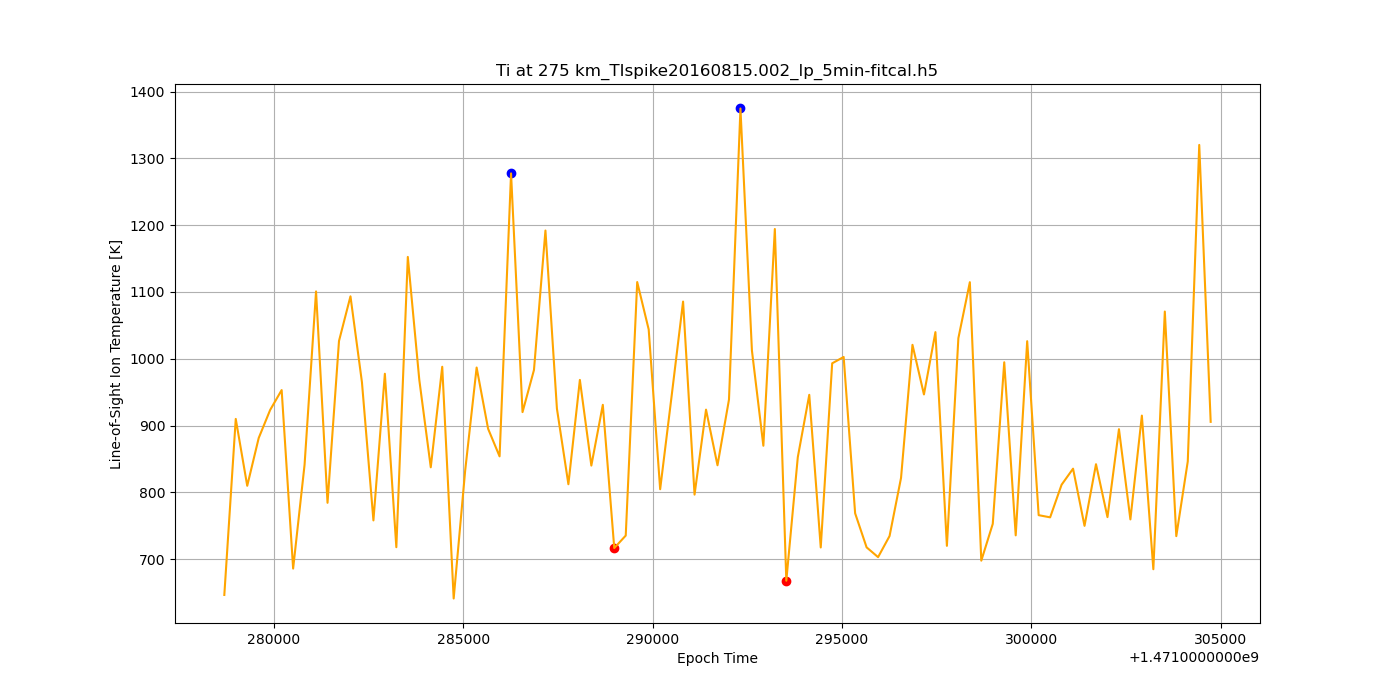 Ti at 275 km_TIspike20160815.002_lp_5min-fitcal.h5
Line-of-Sight Ion Temperature [K]
1400
1300
1200
1100
1000
900
800
700
280000 285000 290000 295000 300000 305000
Epoch Time
+1.4710000000e9